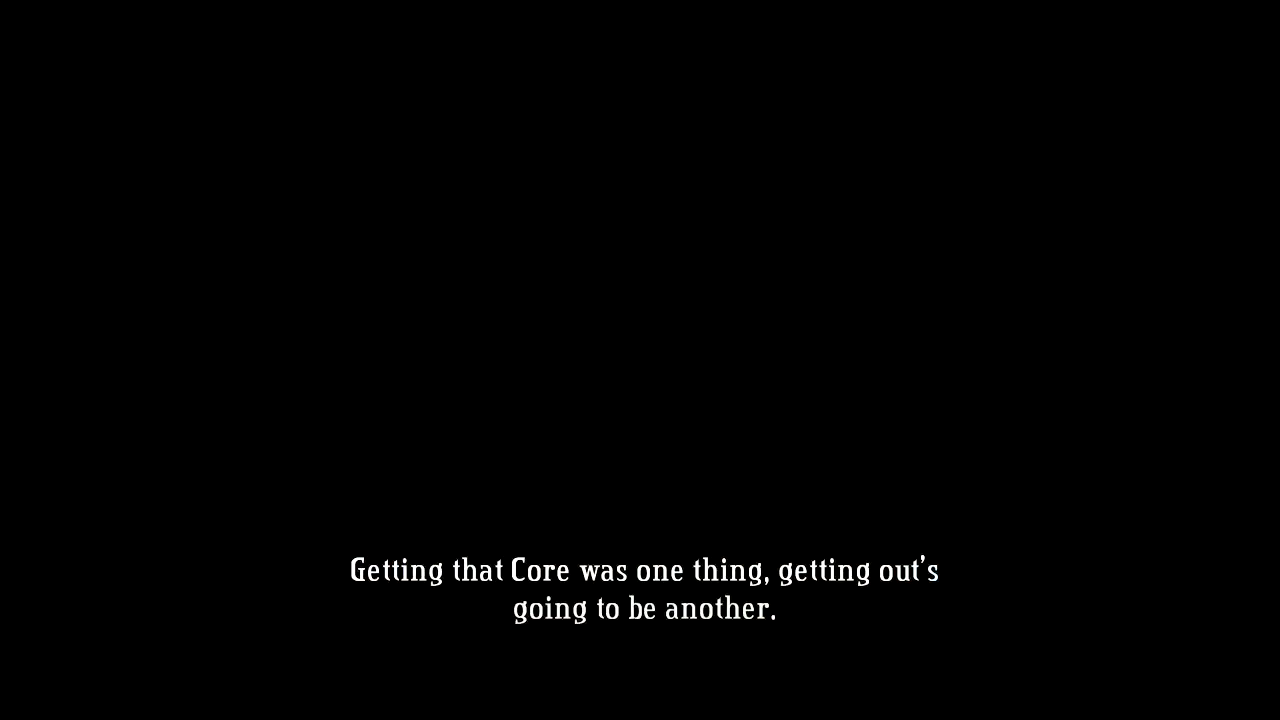 Getting that Core was one thing, getting out's
going to be another.